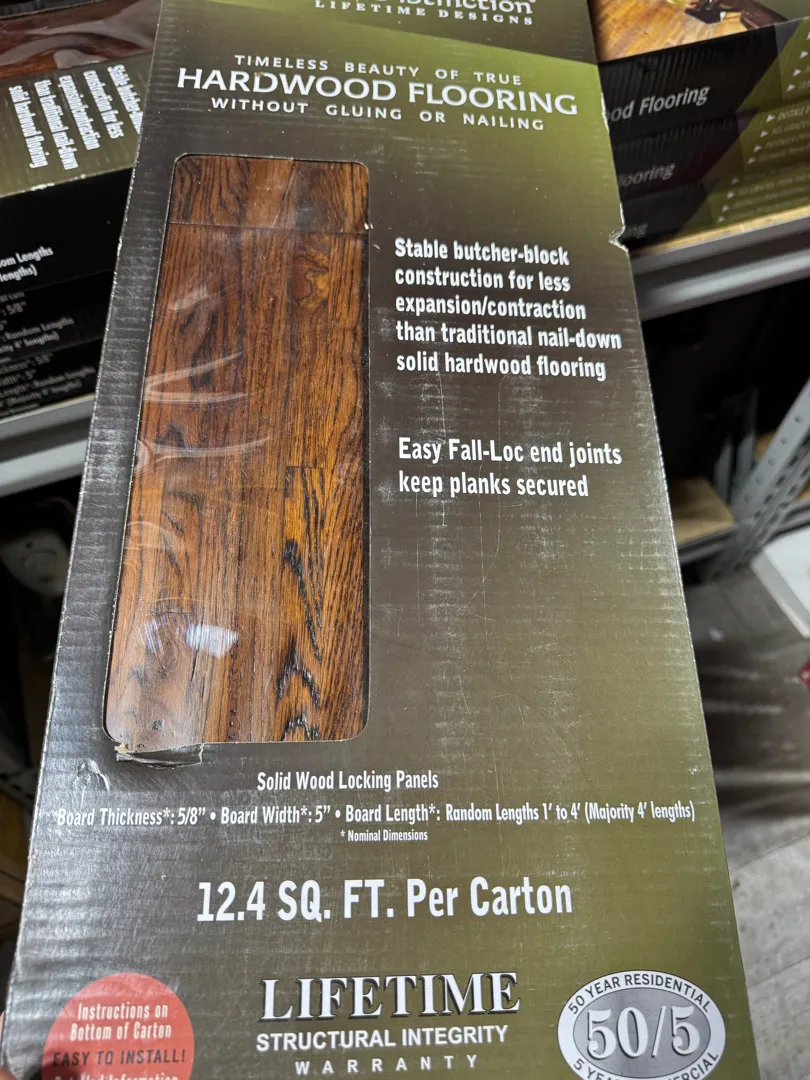 LIFETIME DESIGNS
TIMELESS BEAUTY OF TRUE
HARDWOOD FLOORING
WITHOUT GLUING OR NAILING
Stable butcher-block
construction for less
expansion/contraction
than traditional nail-down
solid hardwood flooring
Easy Fall-Loc end joints
keep planks secured
Solid Wood Locking Panels
Board Thickness*: 5/8" • Board Width*: 5" • Board Length*: Random Lengths 1' to 4' (Majority 4' lengths)
* Nominal Dimensions
12.4 SQ. FT. Per Carton
Instructions on
Bottom of Carton
EASY TO INSTALL!
LIFETIME
STRUCTURAL INTEGRITY
WARRANTY
50 YEAR RESIDENTIAL
50/5
5
Flooring